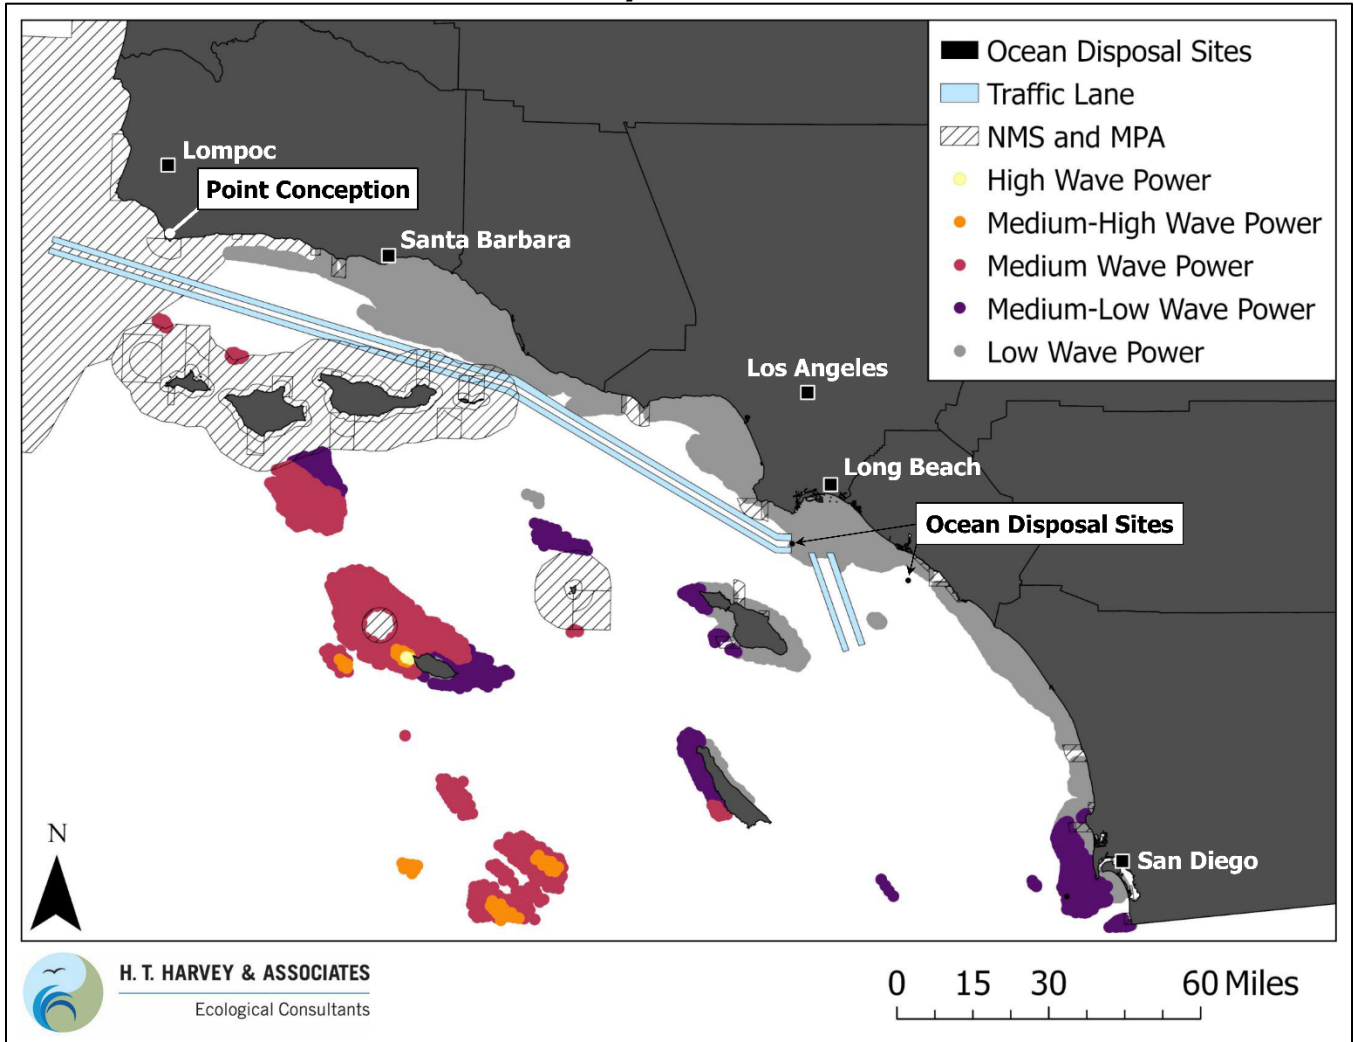 Ocean Disposal Sites
Traffic Lane
NMS and MPA
High Wave Power
Medium-High Wave Power
Medium Wave Power
Medium-Low Wave Power
Low Wave Power
Lompoc
Point Conception
Santa Barbara
Los Angeles
Long Beach
Ocean Disposal Sites
San Diego
N
H. T. HARVEY & ASSOCIATES
Ecological Consultants
0 15 30 60 Miles